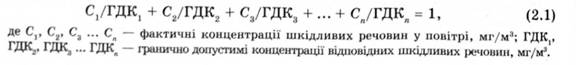 C₁/ГДК₁ + C₂/ГДК₂ + C₃/ГДК₃ + ... + Cₙ/ГДКₙ = 1, (2.1)
де C₁, C₂, C₃ ... Cₙ — фактичні концентрації шкідливих речовин у повітрі, мг/м³; ГДК₁,
ГДК₂, ГДК₃ ... ГДКₙ — гранично допустимі концентрації відповідних шкідливих речовин, мг/м³.